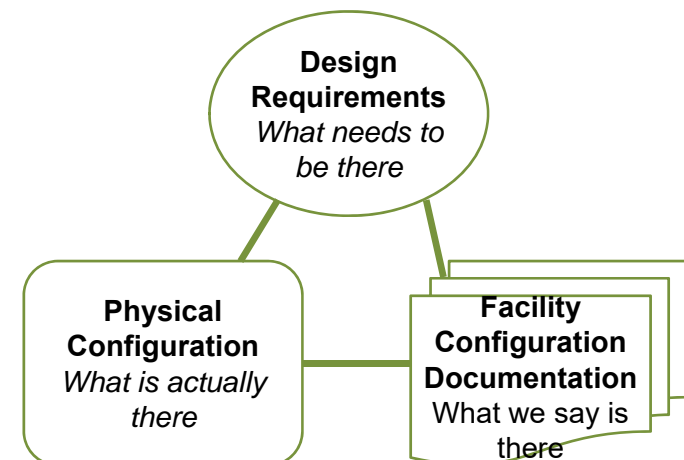 Design
Requirements
What needs to
be there
Physical
Configuration
What is actually
there
Facility
Configuration
Documentation
What we say is
there